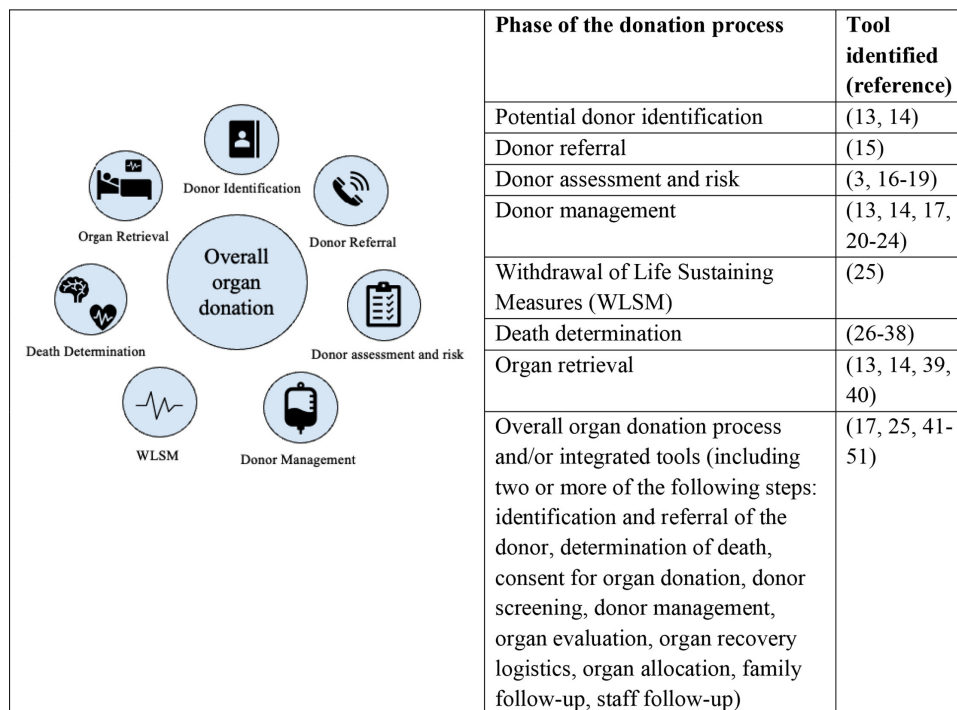 Donor Identification
Donor Referral
Donor assessment and risk
Donor Management
WLSM
Death Determination
Organ Retrieval
Overall
organ
donation
Phase of the donation process
Tool
identified
(reference)
Potential donor identification
(13, 14)
Donor referral
(15)
Donor assessment and risk
(3, 16-19)
Donor management
(13, 14, 17,
20-24)
Withdrawal of Life Sustaining
Measures (WLSM)
(25)
Death determination
(26-38)
Organ retrieval
(13, 14, 39,
40)
Overall organ donation process
and/or integrated tools (including
two or more of the following steps:
identification and referral of the
donor, determination of death,
consent for organ donation, donor
screening, donor management,
organ evaluation, organ recovery
logistics, organ allocation, family
follow-up, staff follow-up)
(17, 25, 41-
51)